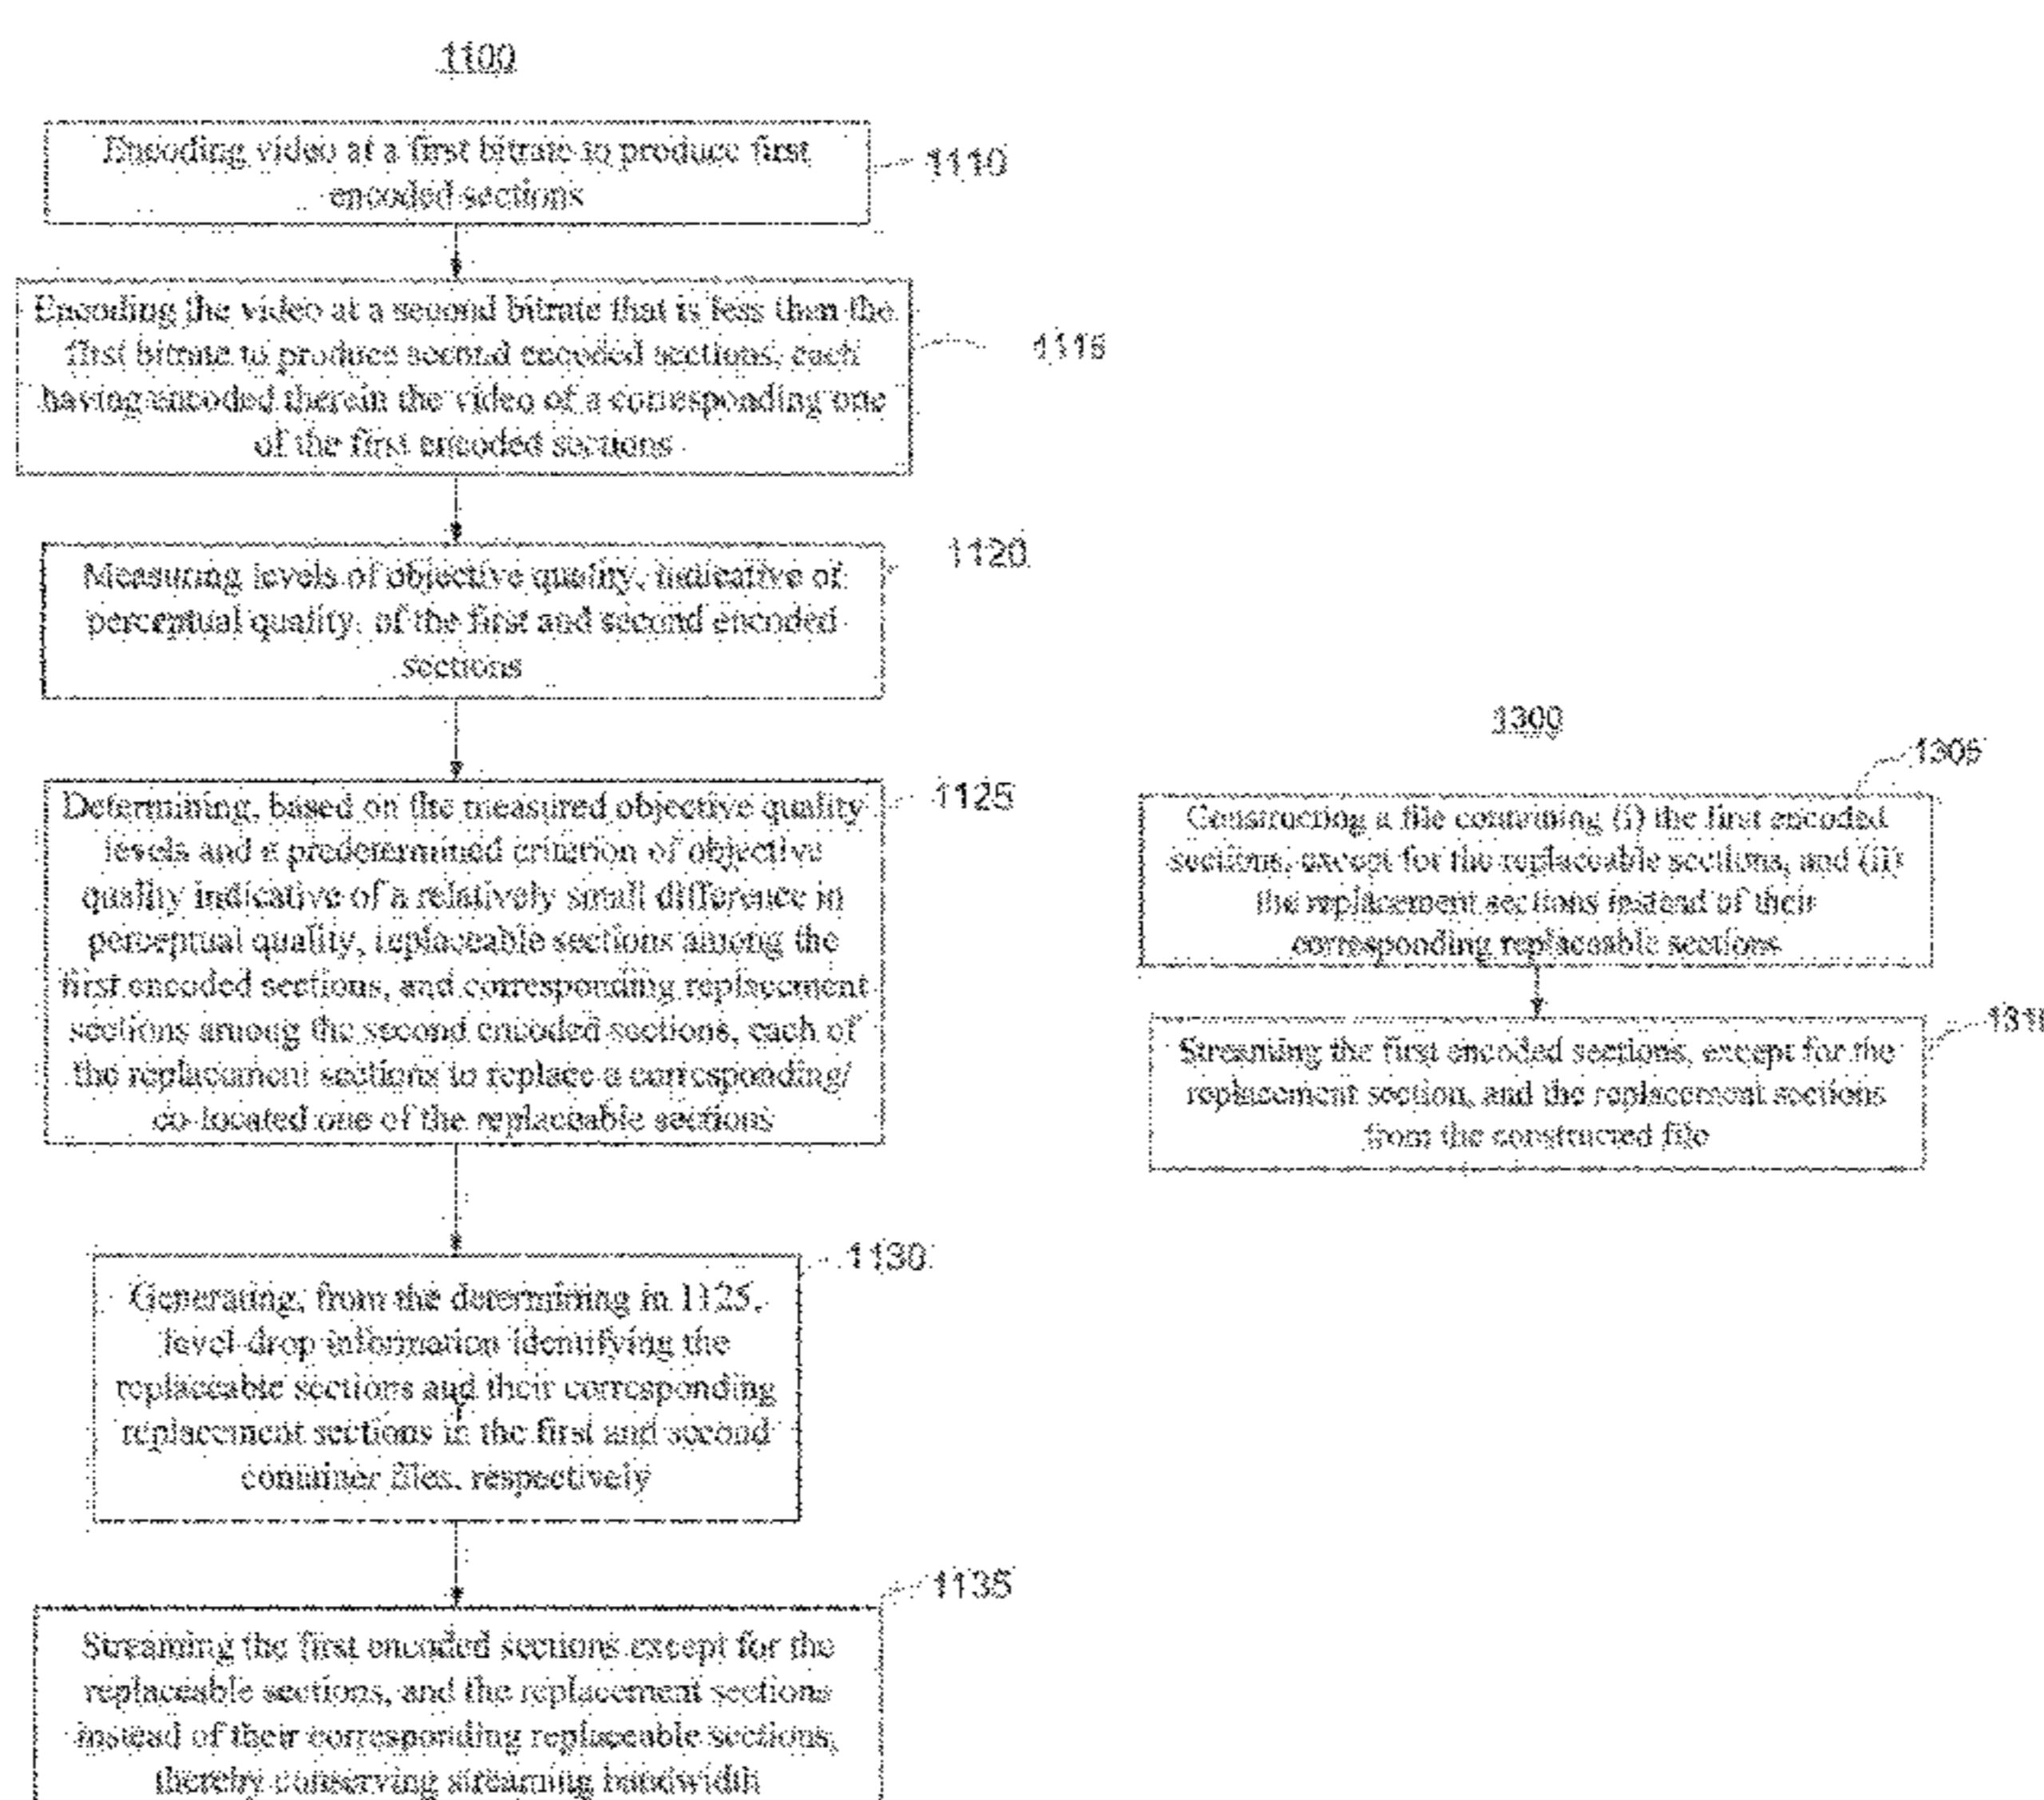 1100
Encoding video at a first bitrate to produce first
encoded sections
1110
Encoding the video at a second bitrate that is less than the
first bitrate to produce second encoded sections, each
having encoded therein the video of a corresponding one
of the first encoded sections
1115
Measuring levels of objective quality, indicative of
perceptual quality, of the first and second encoded
sections
1120
Determining, based on the measured objective quality
levels and a predetermined criterion of objective
quality indicative of a relatively small difference in
perceptual quality, replaceable sections among the
first encoded sections, and corresponding replacement
sections among the second encoded sections, each of
the replacement sections to replace a corresponding/
co-located one of the replaceable sections
1125
Generating, from the determining in 1125,
level-drop information identifying the
replaceable sections and their corresponding
replacement sections in the first and second
container files, respectively
1130
Streaming the first encoded sections except for the
replaceable sections, and the replacement sections
instead of their corresponding replaceable sections,
thereby conserving streaming bandwidth
1135
1300
1305
Constructing a file containing (i) the first encoded
sections, except for the replaceable sections, and (ii)
the replacement sections instead of their
corresponding replaceable sections
Streaming the first encoded sections, except for the
replacement section, and the replacement sections
from the constructed file